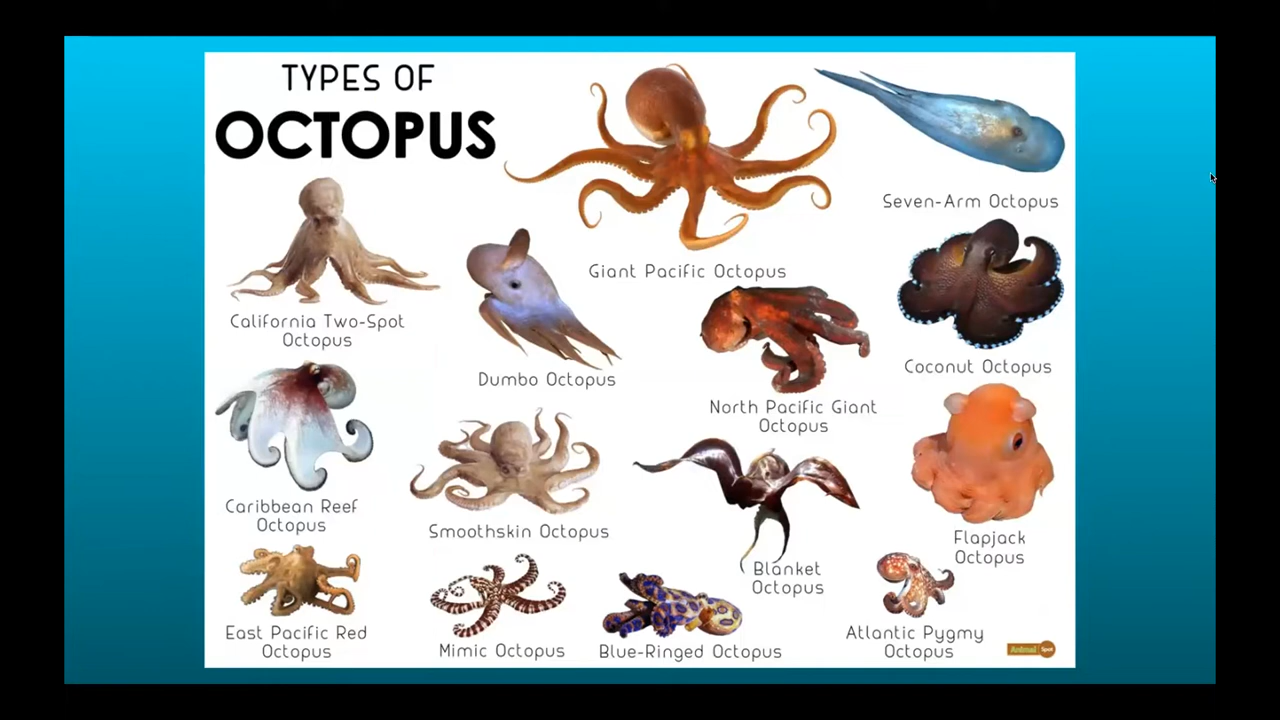 TYPES OF
OCTOPUS
Seven-Arm Octopus
Giant Pacific Octopus
California Two-Spot
Octopus
Coconut Octopus
Dumbo Octopus
North Pacific Giant
Octopus
Caribbean Reef
Octopus
Smoothskin Octopus
Flapjack
Octopus
Blanket
Octopus
East Pacific Red
Octopus
Mimic Octopus
Blue-Ringed Octopus
Atlantic Pygmy
Octopus
Animal Spot